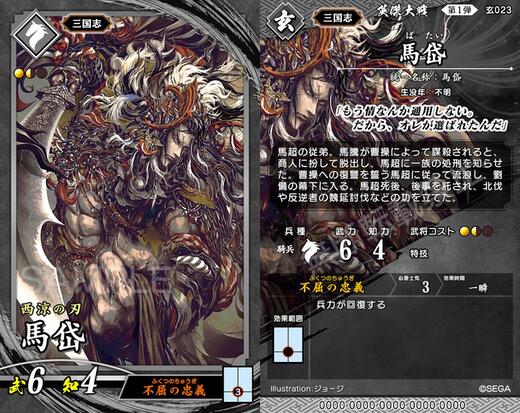 三国志
西涼の刃
馬岱
武6 知4
ふくつのちゅうぎ
不屈の忠義
3
SAMPLE
玄
三国志
英傑大戦
第1弾
玄023
ばたい
馬岱
統一名称：馬岱
生没年：不明
「もう情なんか通用しない。
だから、オレが選ばれたんだ」
馬超の従弟。馬騰が曹操によって謀殺されると、
商人に扮して脱出し、馬超に一族の処刑を知らせ
た。曹操への復讐を誓う馬超に従って流浪し、劉
備の幕下に入る。馬超死後、後事を託され、北伐
や反逆者の魏延討伐などの功を立てた。
兵種 武力 知力 武将コスト
騎兵 6 4 特技
ふくつのちゅうぎ 必要士気 効果時間
不屈の忠義 3 一瞬
兵力が回復する
効果範囲
Illustration:ジョージ
©SEGA
0000 0000 0000 0000 0000